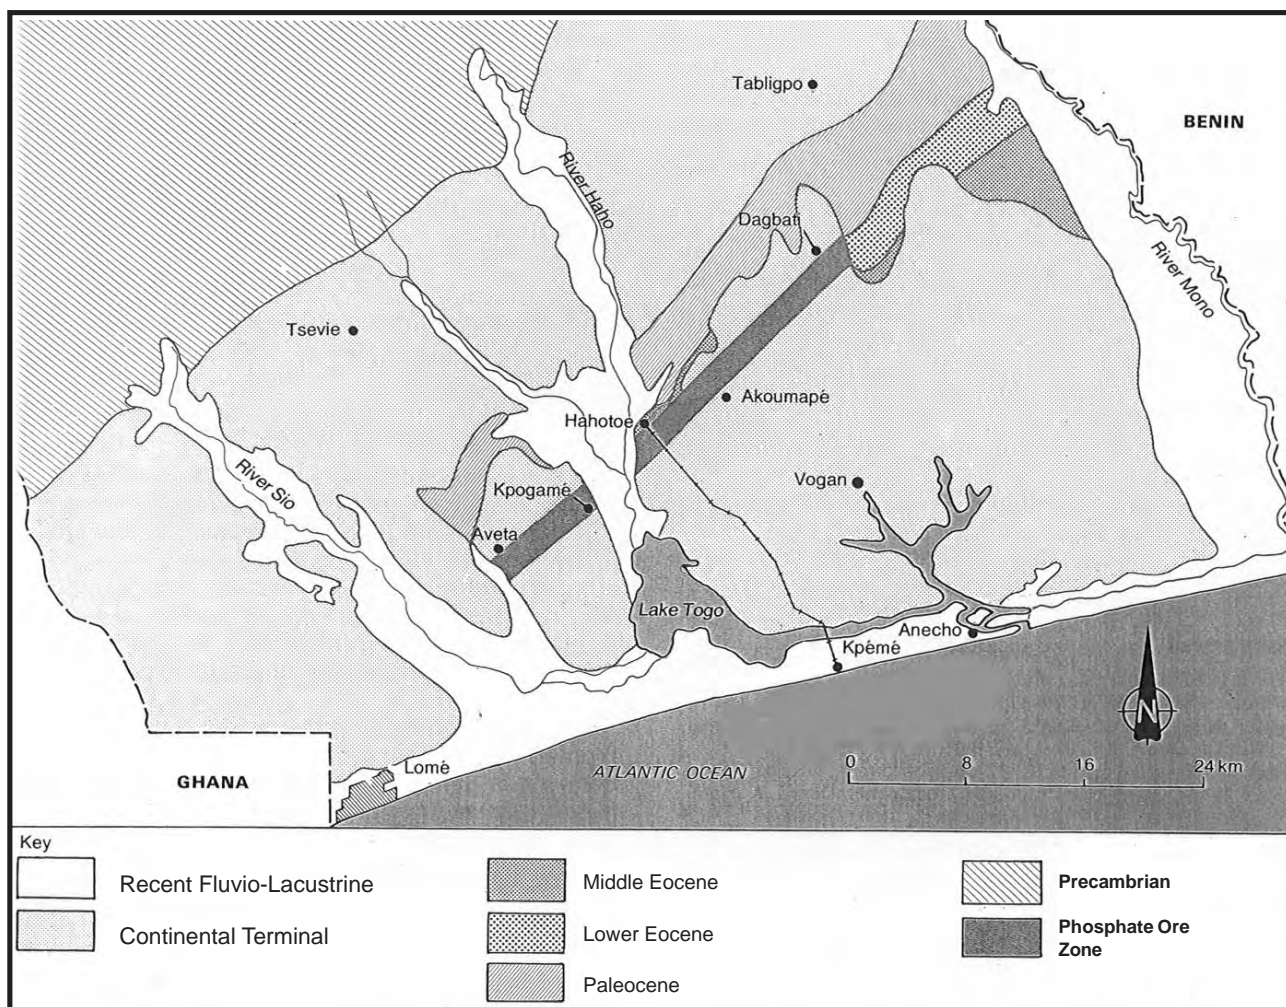 Tabligpo
BENIN
River Haho
Dagbati
River Mono
Tsevie
Akoumapé
Hahotoe
Vogan
River Sio
Kpogamé
Aveta
Lake Togo
Anecho
Kpémé
N
Lomé
ATLANTIC OCEAN
0 8 16 24 km
GHANA
Key
Recent Fluvio-Lacustrine
Continental Terminal
Middle Eocene
Lower Eocene
Paleocene
Precambrian
Phosphate Ore
Zone